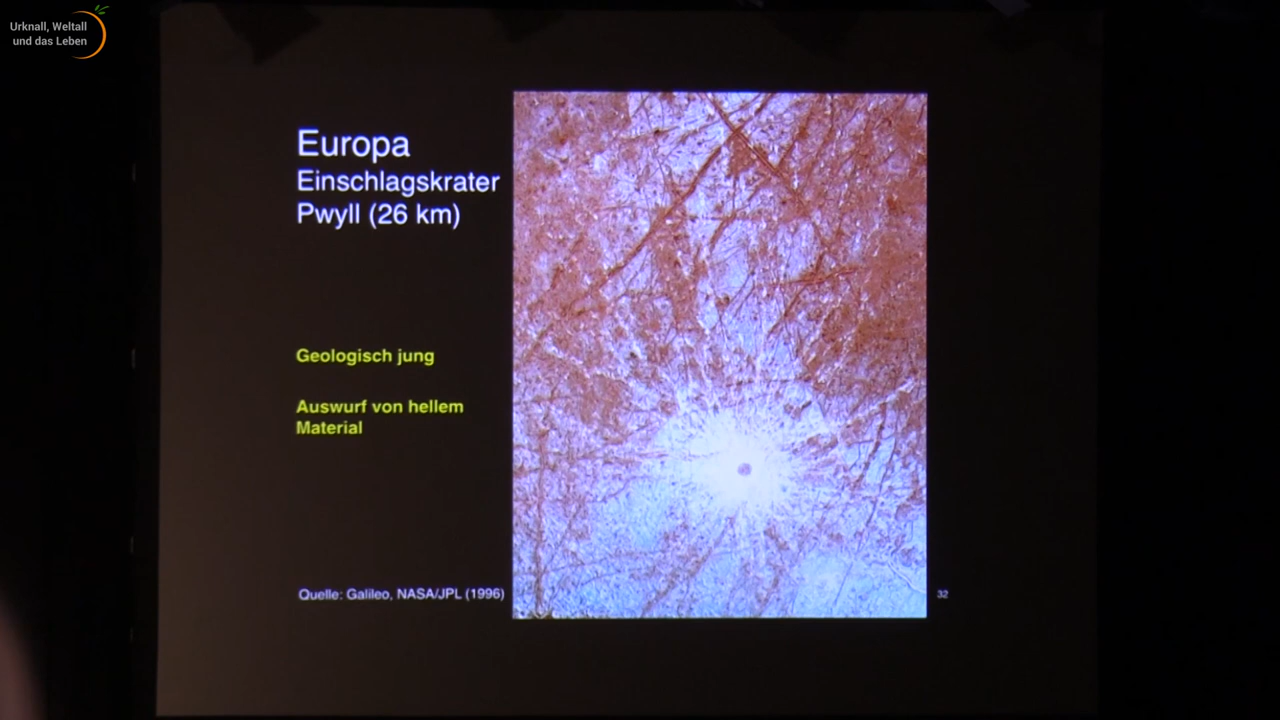 Urknall, Weltall
und das Leben
Europa
Einschlagskrater
Pwyll (26 km)
Geologisch jung
Auswurf von hellem
Material
Quelle: Galileo, NASA/JPL (1996)
32